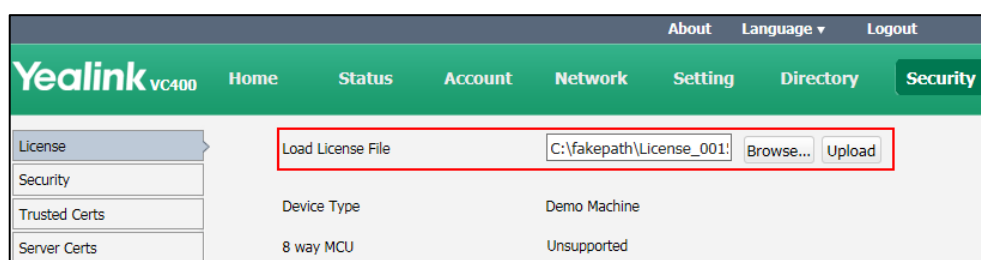 About Language ▾ Logout
Yealink VC400 Home Status Account Network Setting Directory Security
License
Load License File C:\fakepath\License_001 Browse... Upload
Security
Trusted Certs
Device Type Demo Machine
Server Certs
8 way MCU Unsupported